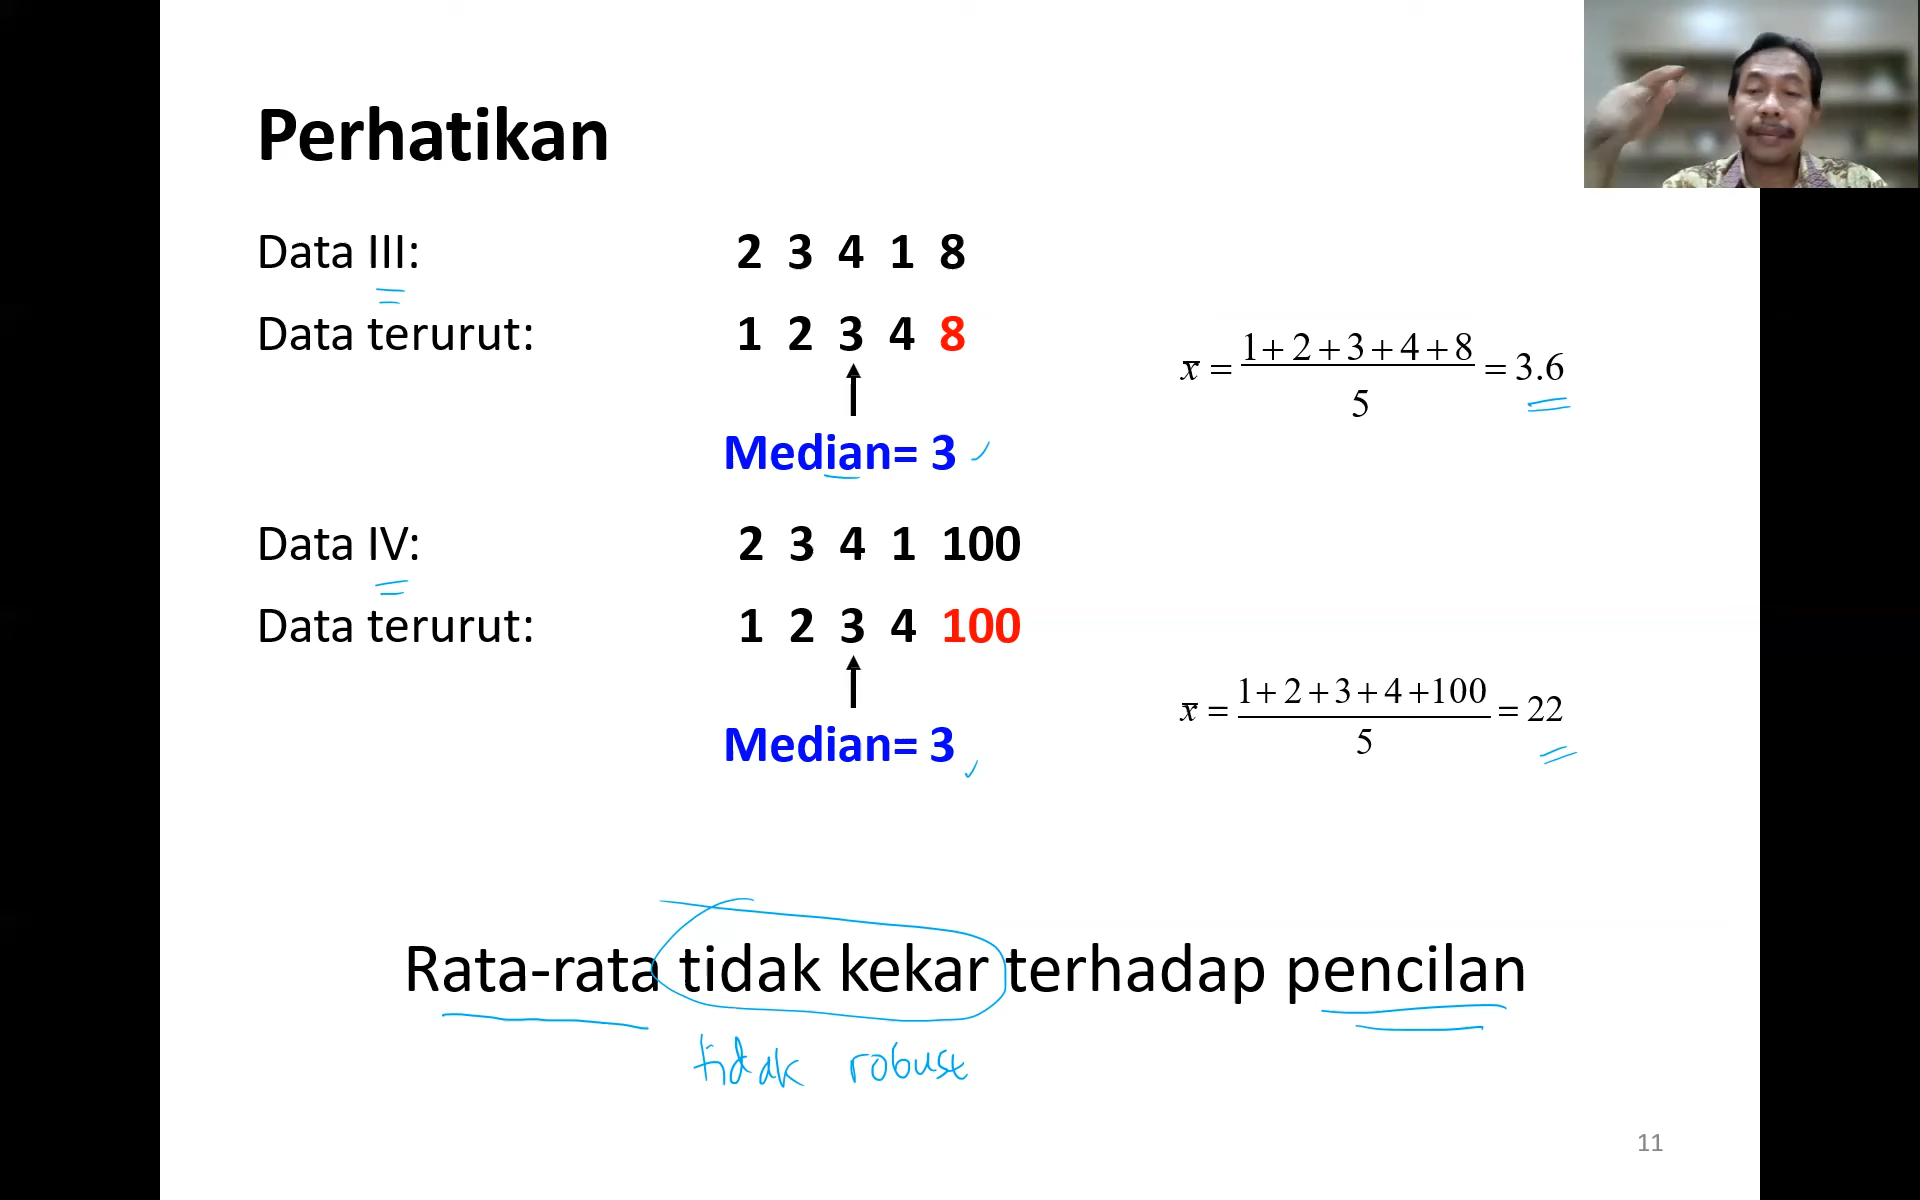 Perhatikan
Data III: 2 3 4 1 8
Data terurut: 1 2 3 4 8
x̅ = (1+2+3+4+8)/5 = 3.6
Median= 3
Data IV: 2 3 4 1 100
Data terurut: 1 2 3 4 100
x̅ = (1+2+3+4+100)/5 = 22
Median= 3
Rata-rata tidak kekar terhadap pencilan
tidak robust
11